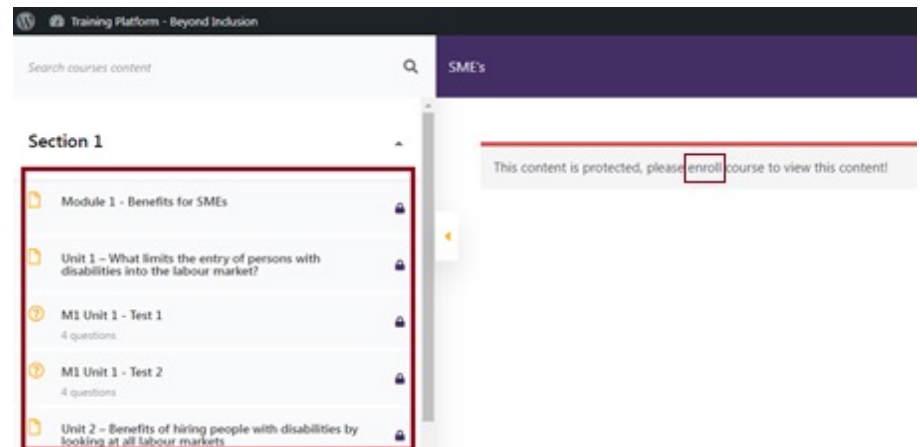 Training Platform - Beyond Inclusion
Search courses content
SME's
Section 1
This content is protected, please enroll course to view this content!
Module 1 - Benefits for SMEs
Unit 1 – What limits the entry of persons with
disabilities into the labour market?
M1 Unit 1 - Test 1
4 questions
M1 Unit 1 - Test 2
4 questions
Unit 2 – Benefits of hiring people with disabilities by
looking at all labour markets